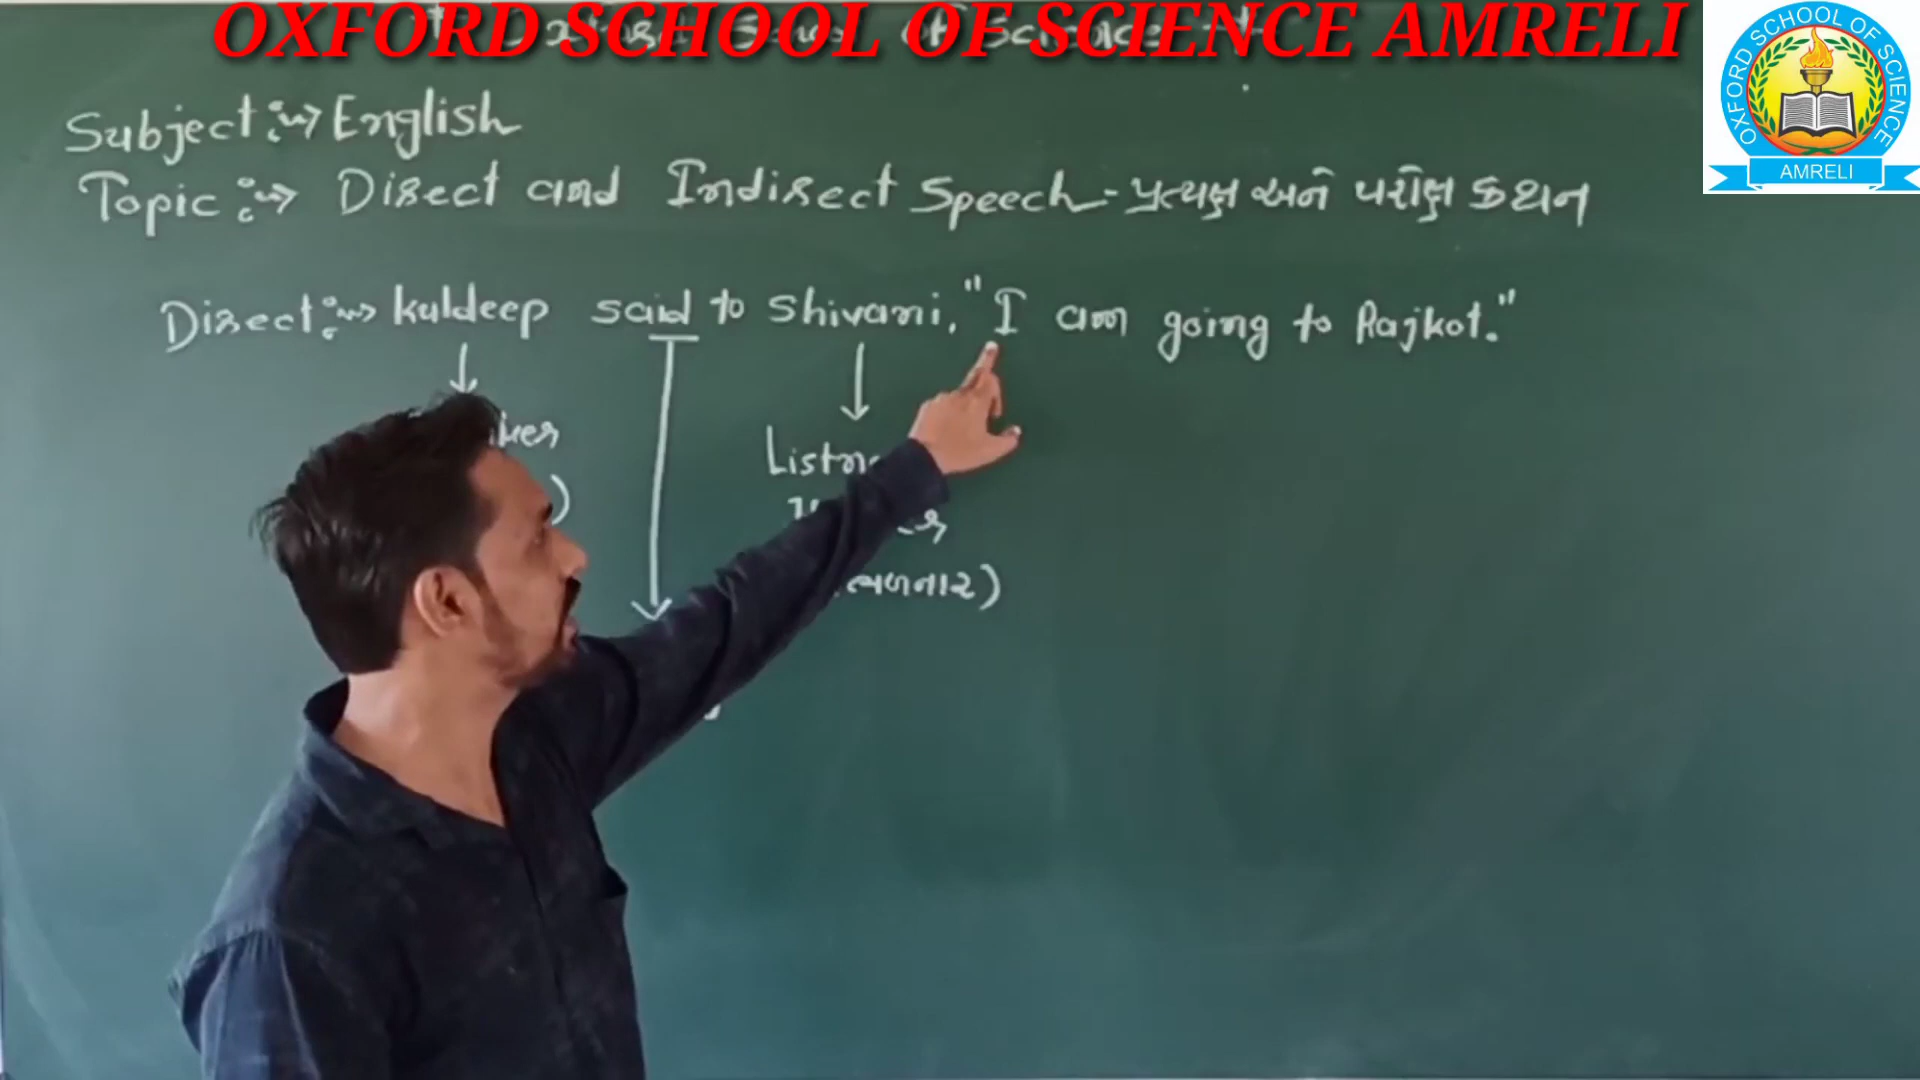 OXFORD SCHOOL OF SCIENCE AMRELI
OXFORD SCHOOL OF SCIENCE
AMRELI
Subject :~> English
Topic :~> Direct and Indirect Speech - પ્રત્યક્ષ અને પરોક્ષ કથન
Direct :~> kuldeep said to Shivani, "I am going to Rajkot."